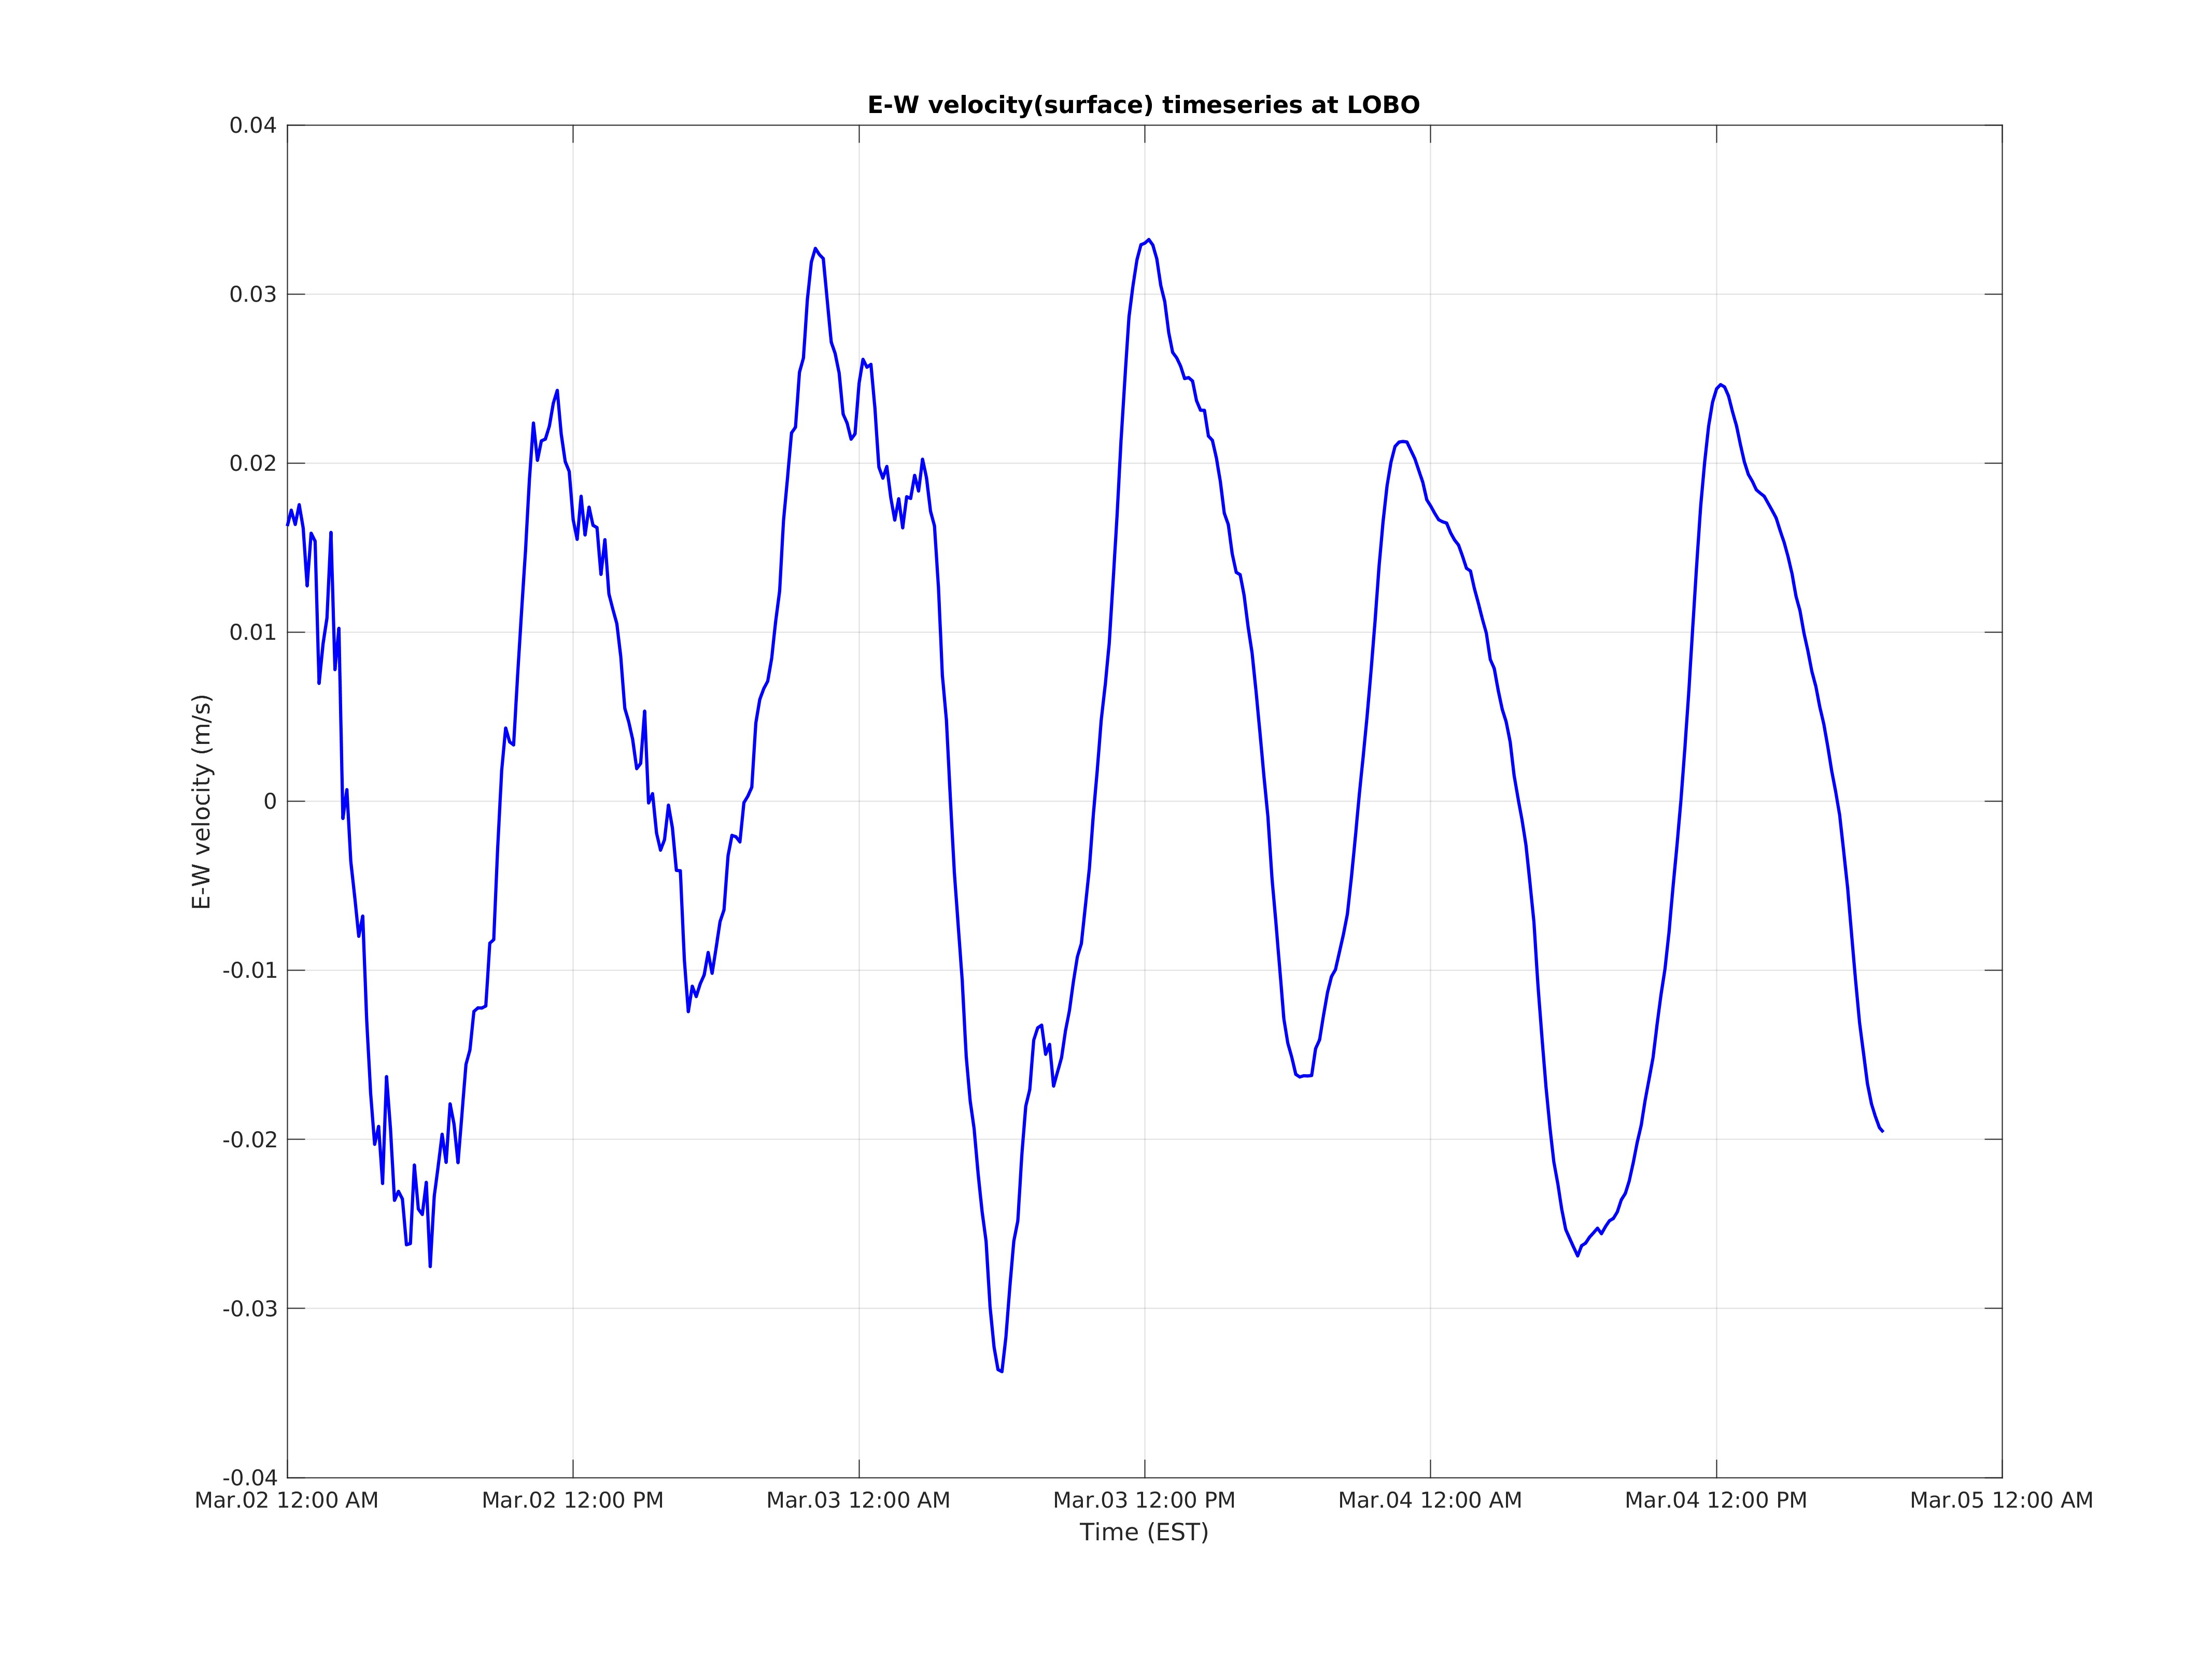 E-W velocity(surface) timeseries at LOBO
0.04
0.03
0.02
0.01
0
-0.01
-0.02
-0.03
-0.04
E-W velocity (m/s)
Mar.02 12:00 AM Mar.02 12:00 PM Mar.03 12:00 AM Mar.03 12:00 PM Mar.04 12:00 AM Mar.04 12:00 PM Mar.05 12:00 AM
Time (EST)